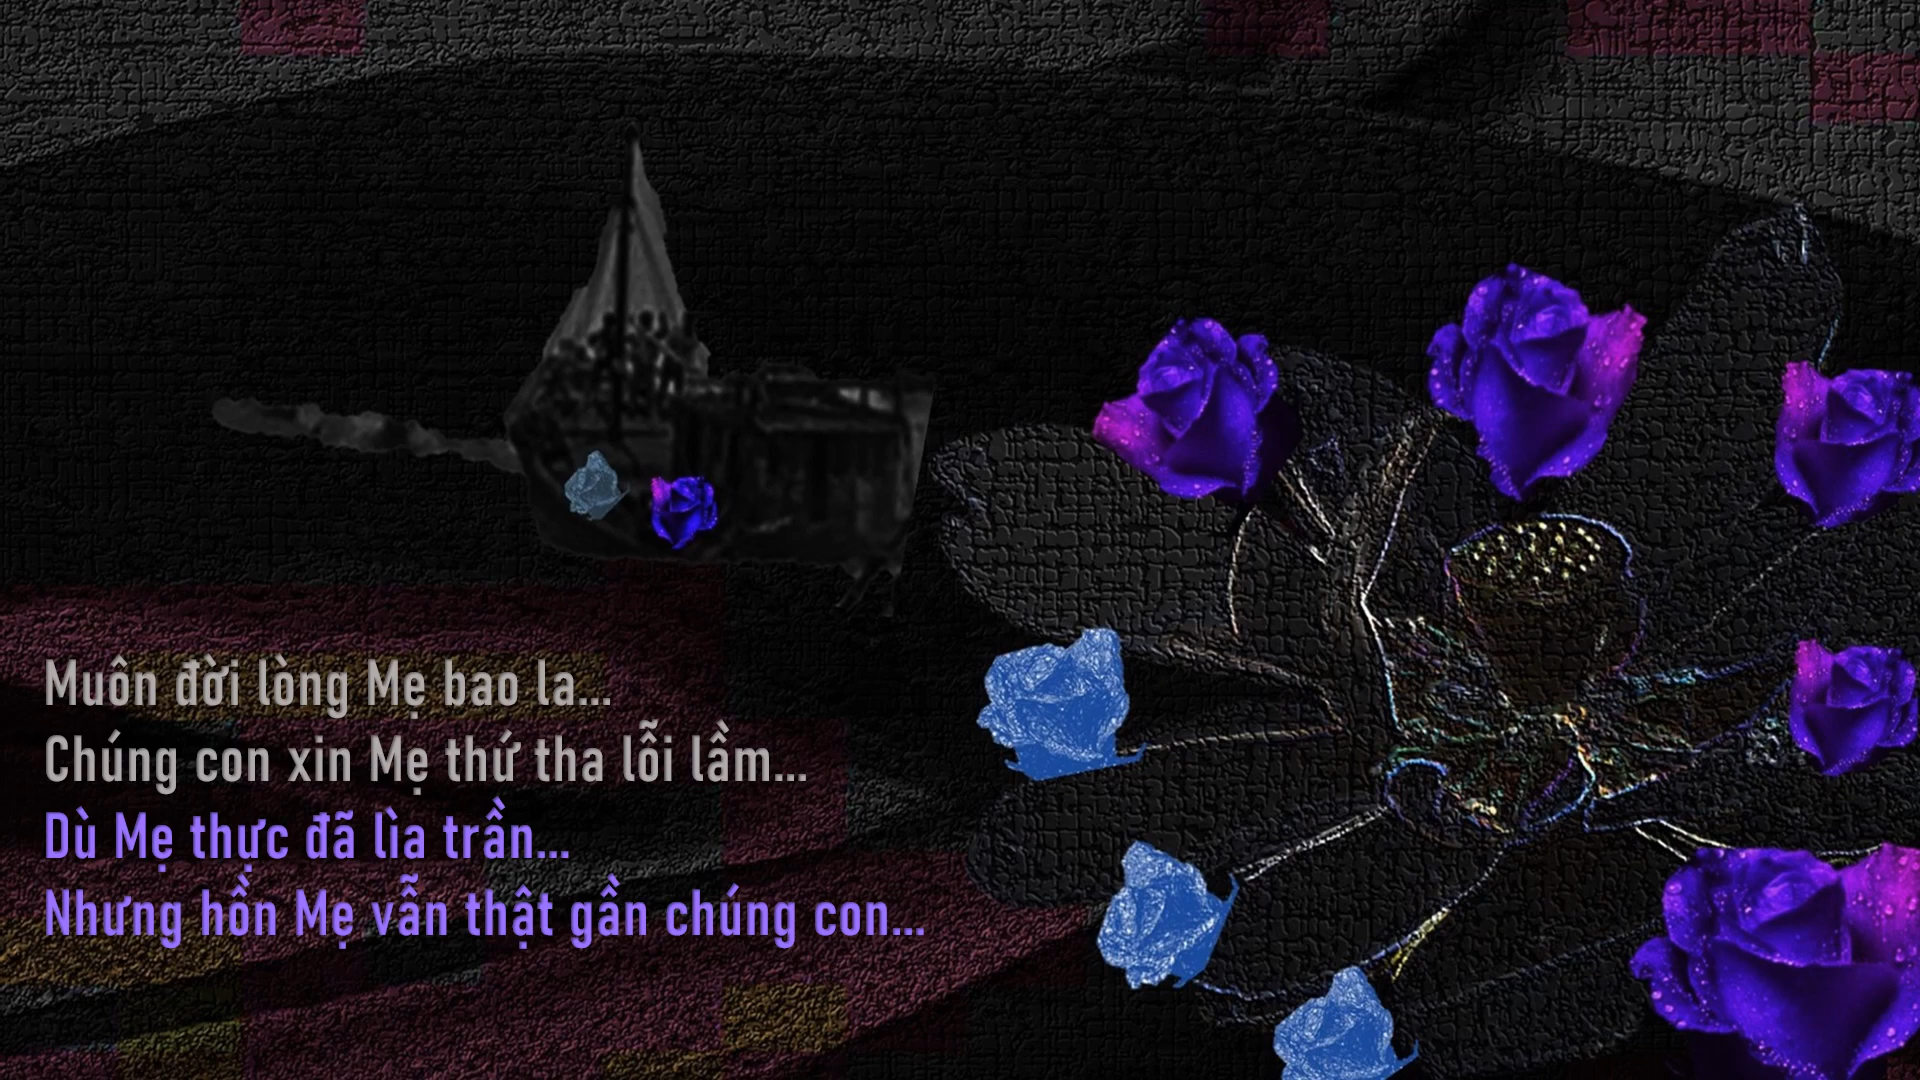 Muôn đời lòng Mẹ bao la...
Chúng con xin Mẹ thứ tha lỗi lầm...
Dù Mẹ thực đã lìa trần...
Nhưng hồn Mẹ vẫn thật gần chúng con...